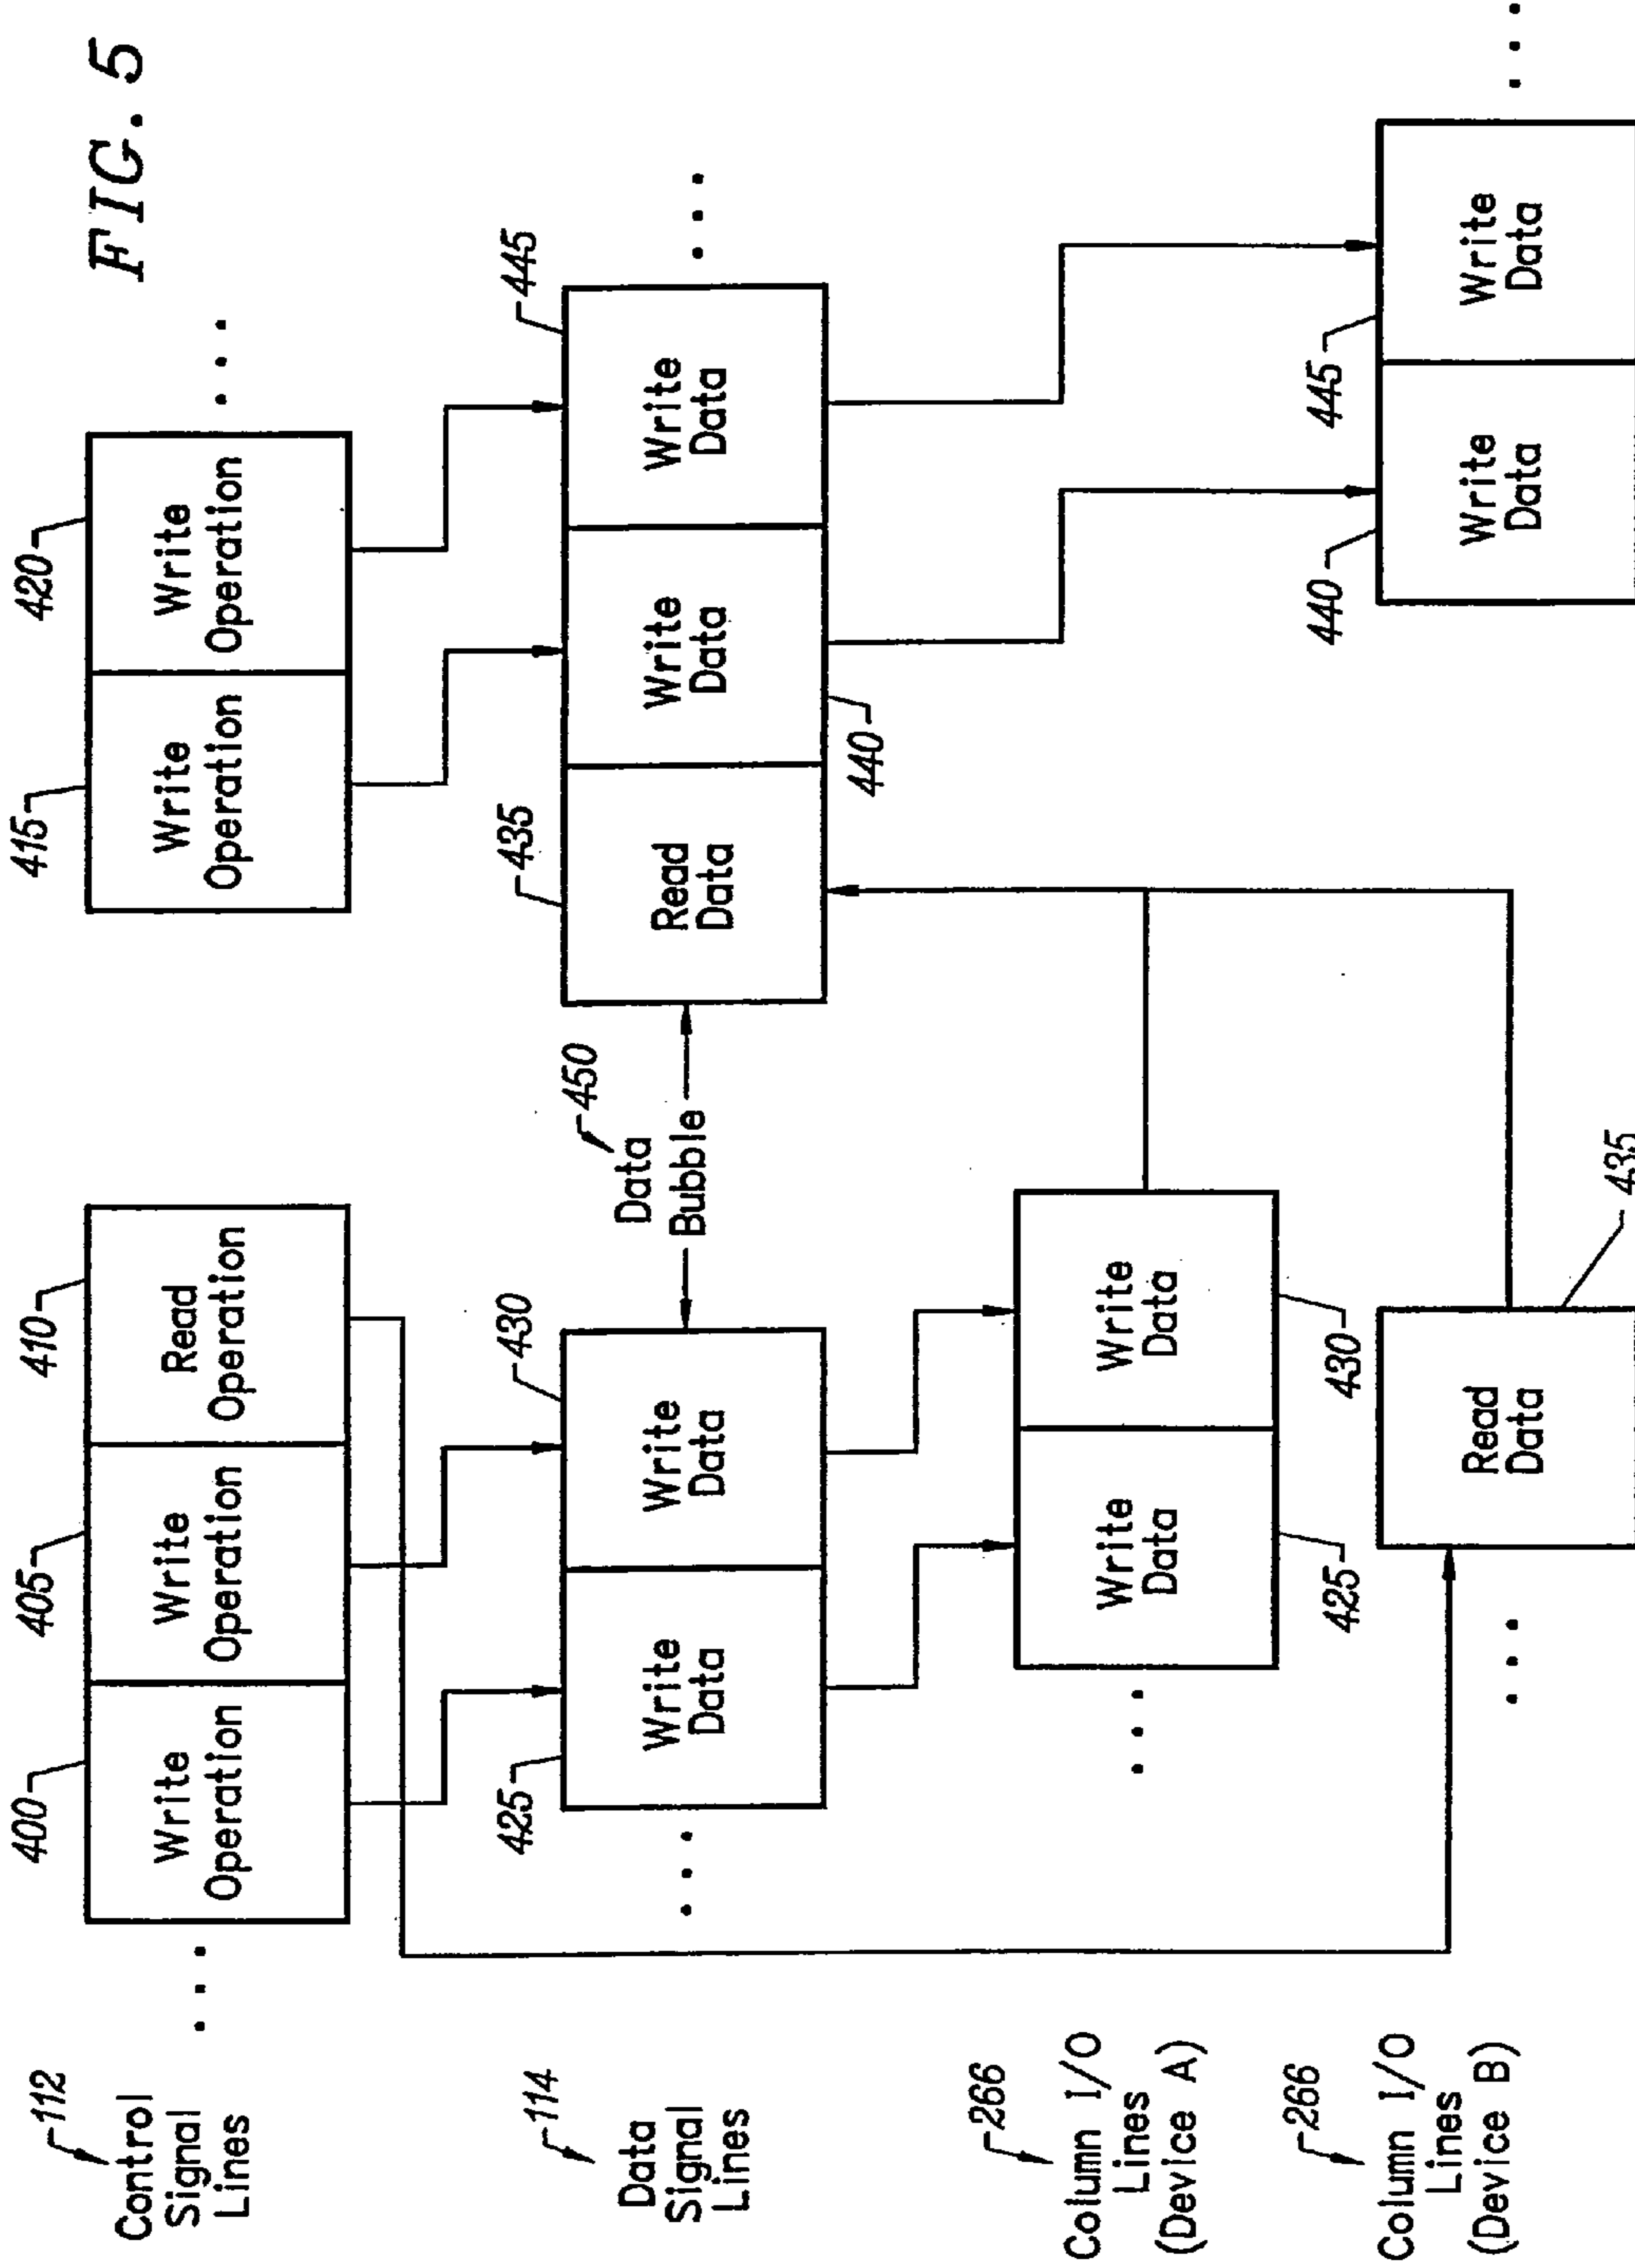 FIG. 5
112
Control
Signal
Lines
...
400
Write
Operation
405
Write
Operation
410
Read
Operation
415
Write
Operation
420
Write
Operation
...
114
Data
Signal
Lines
...
425
Write
Data
430
Write
Data
450
Data
Bubble
435
Read
Data
440
Write
Data
445
Write
Data
...
266
Column I/O
Lines
(Device A)
...
425
Write
Data
430
Write
Data
266
Column I/O
Lines
(Device B)
...
435
Read
Data
440
Write
Data
445
Write
Data
...